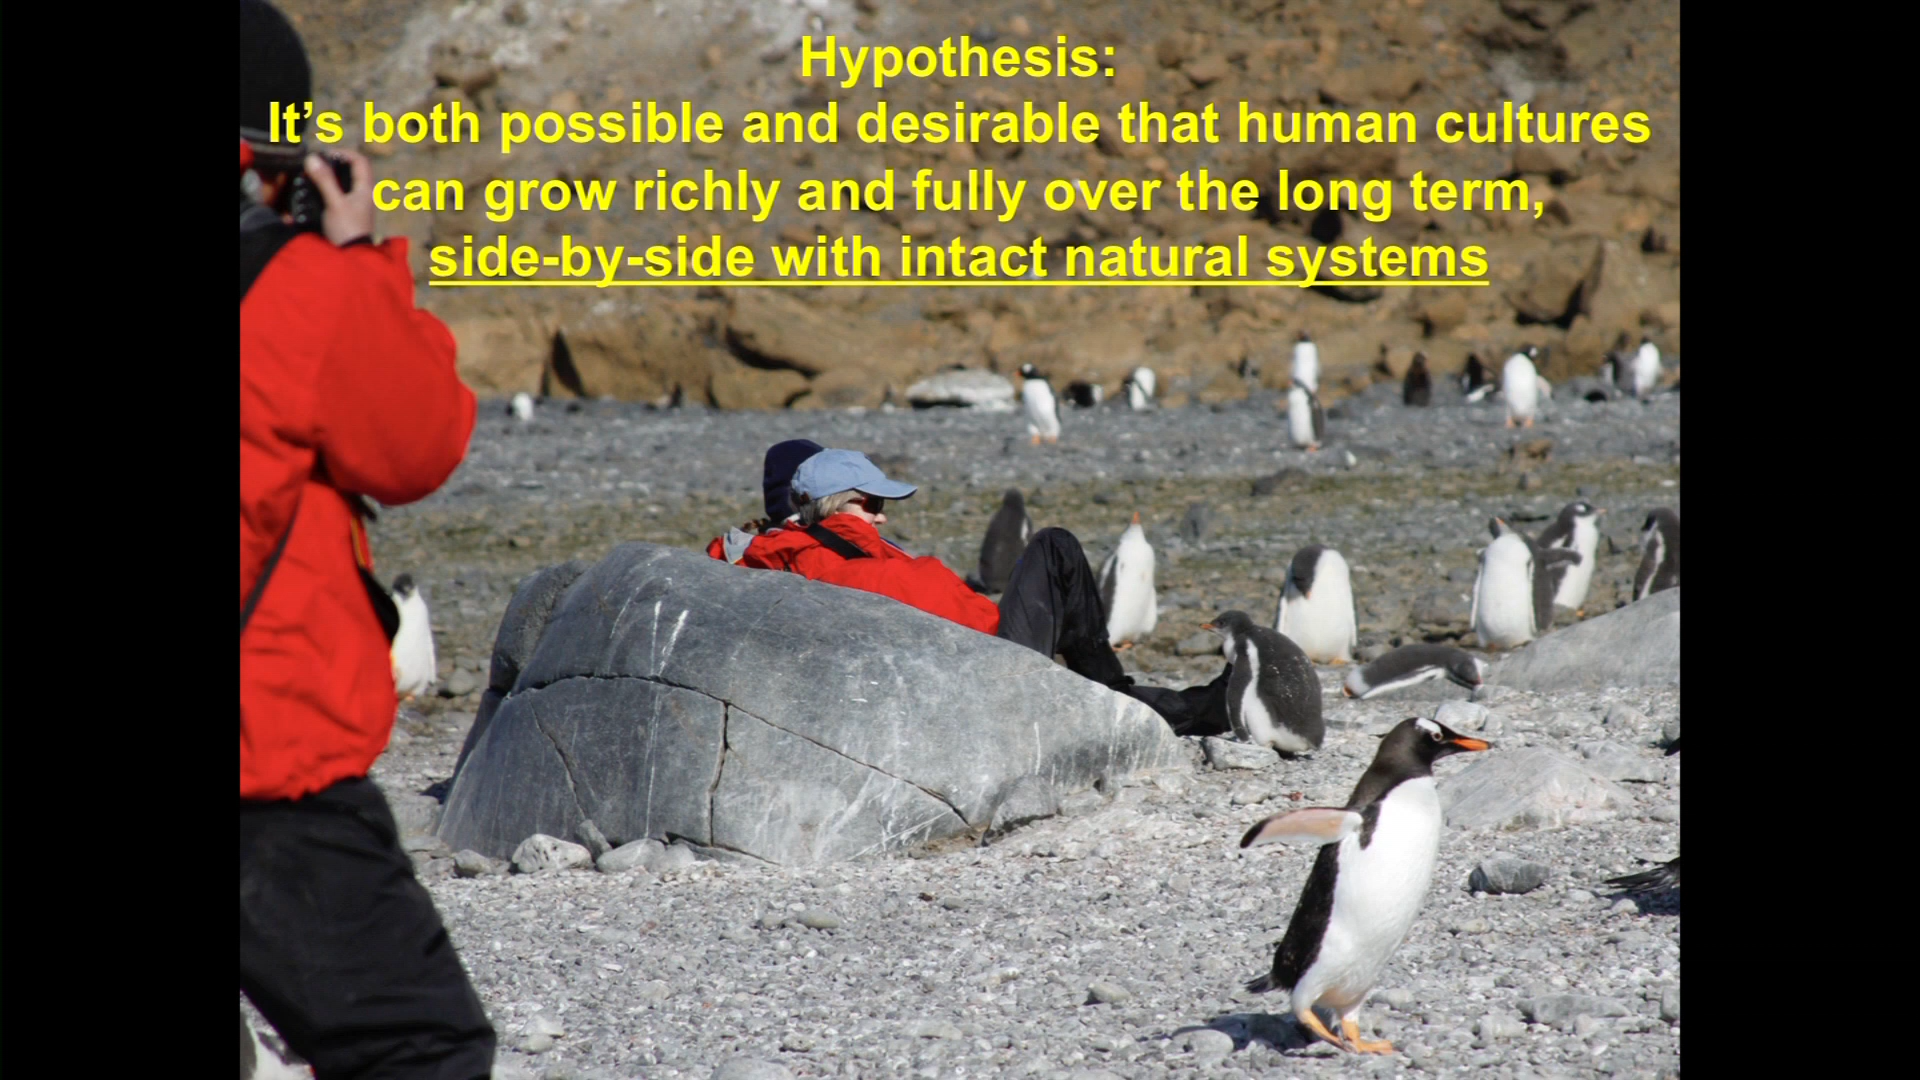 Hypothesis:
It’s both possible and desirable that human cultures
can grow richly and fully over the long term,
side-by-side with intact natural systems